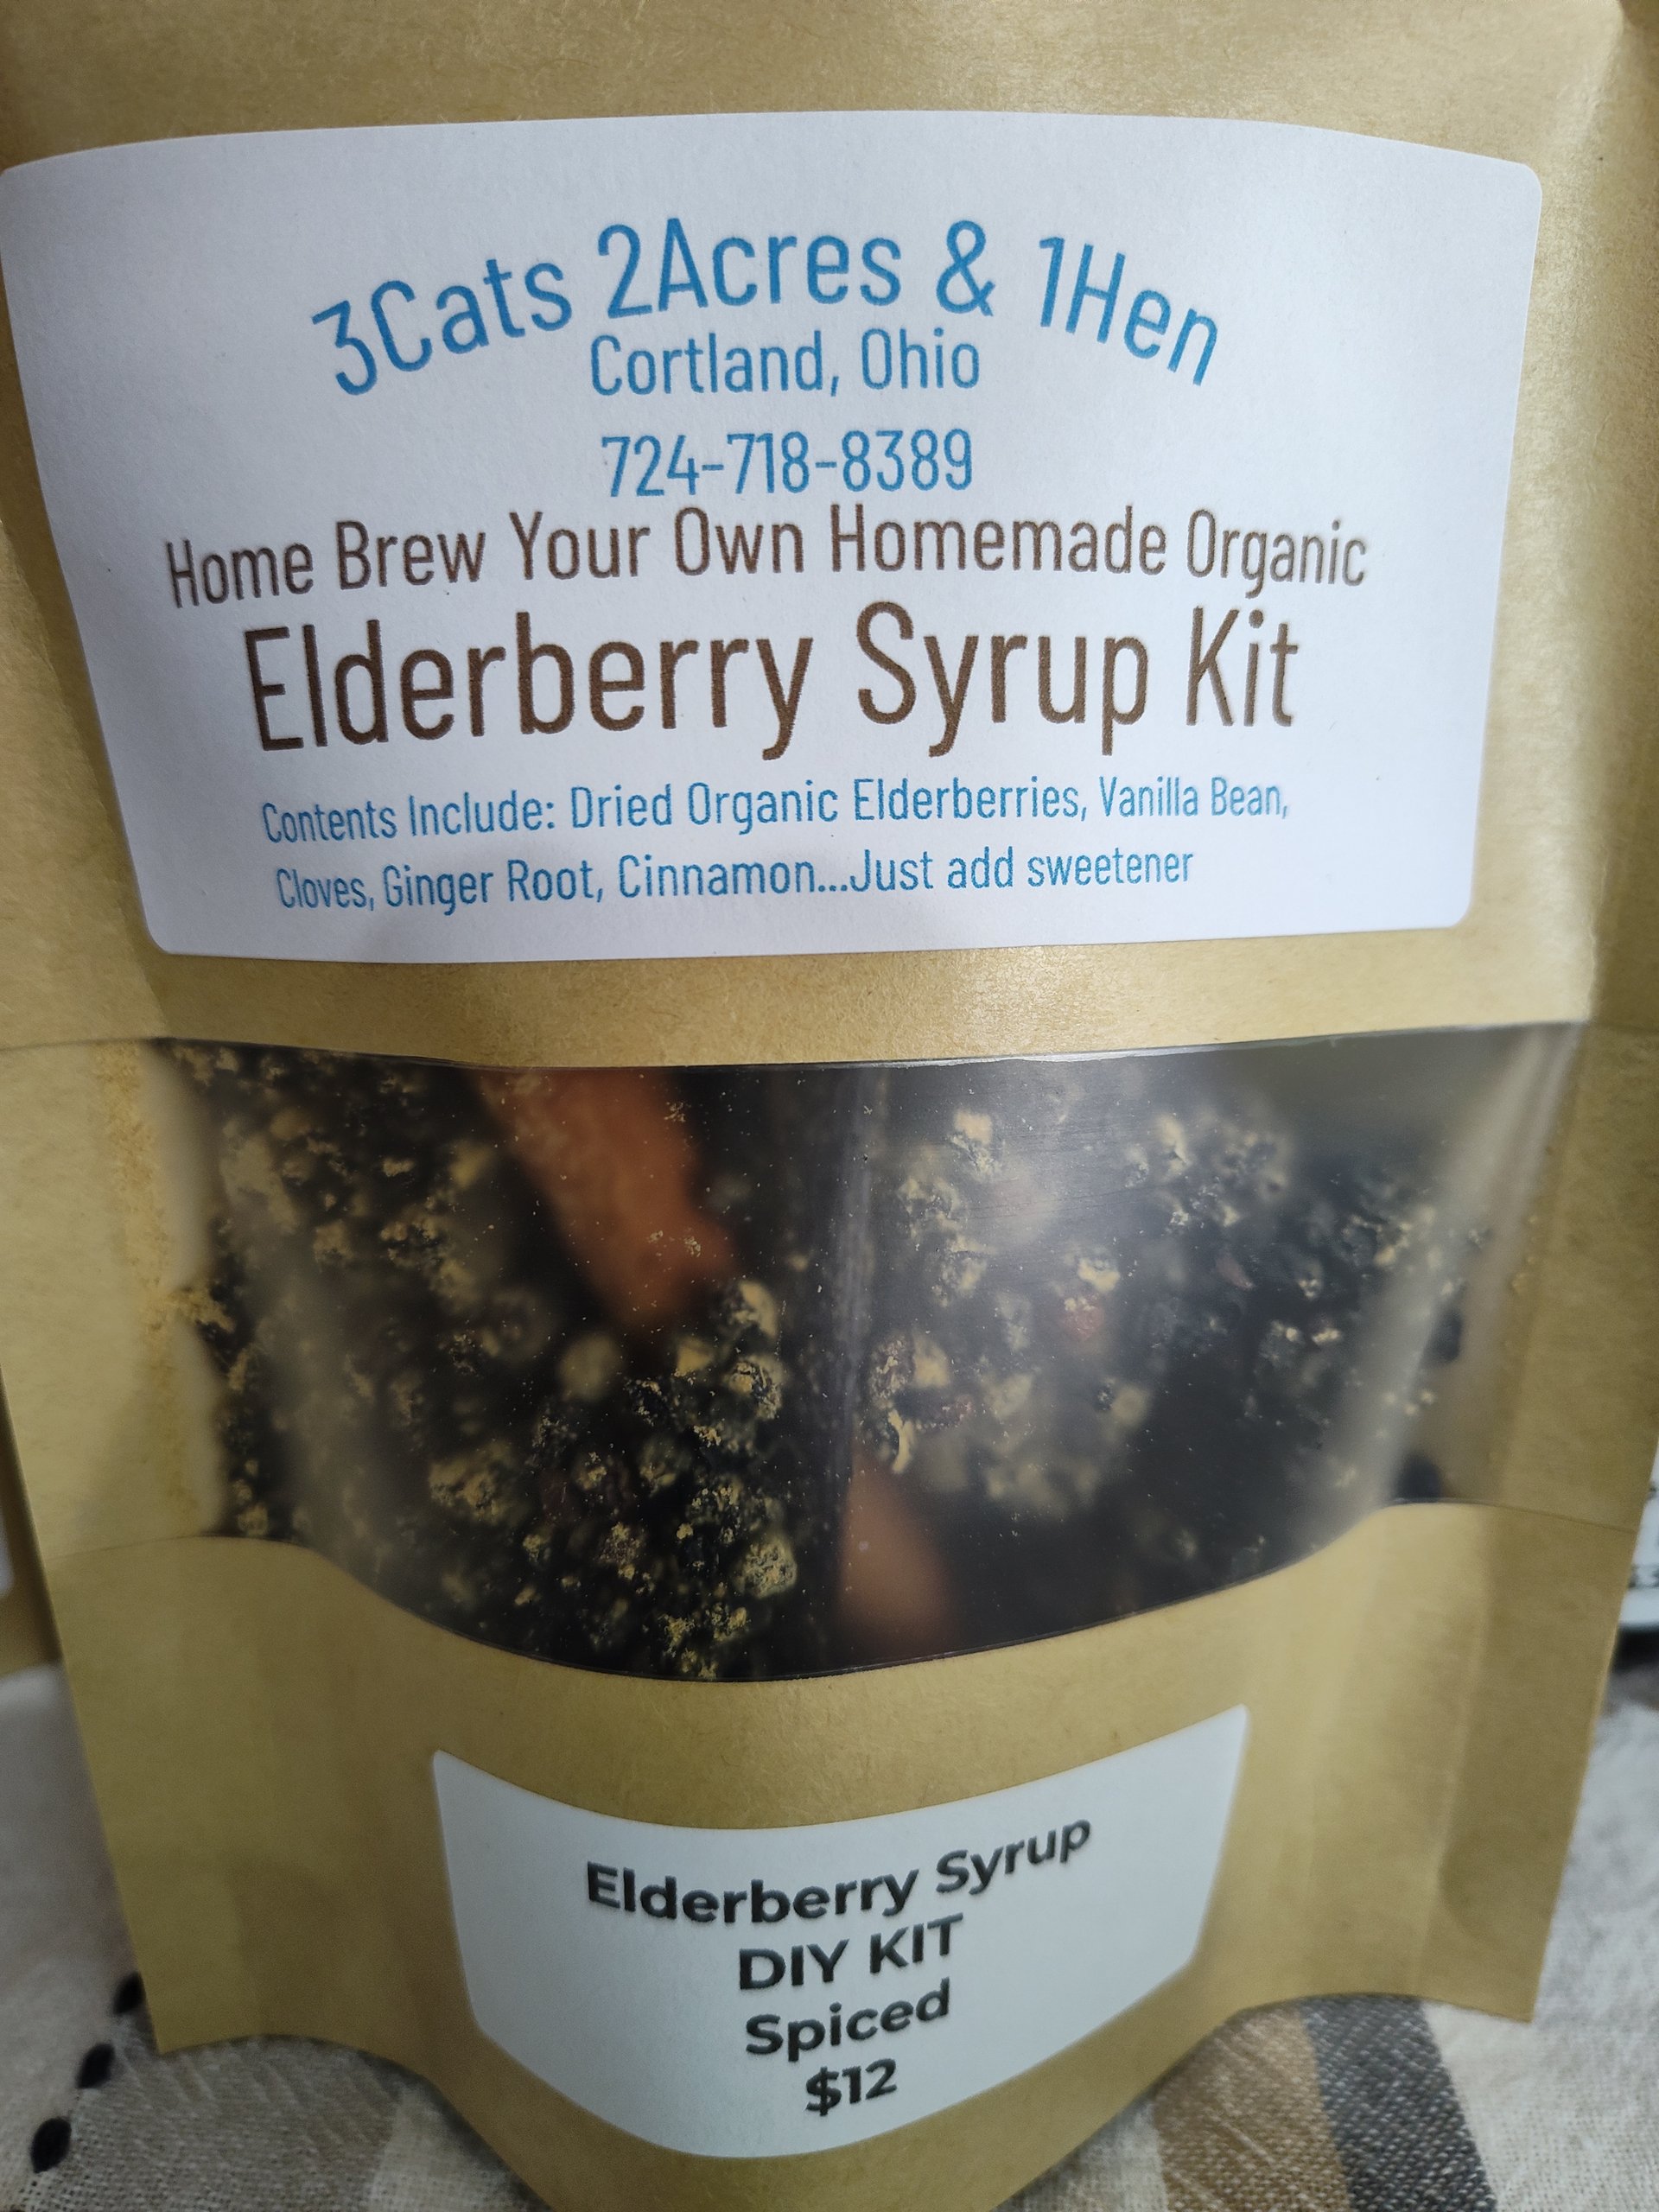 3Cats 2Acres & 1Hen
Cortland, Ohio
724-718-8389
Home Brew Your Own Homemade Organic
Elderberry Syrup Kit
Contents Include: Dried Organic Elderberries, Vanilla Bean,
Cloves, Ginger Root, Cinnamon...Just add sweetener
Elderberry Syrup
DIY KIT
Spiced
$12